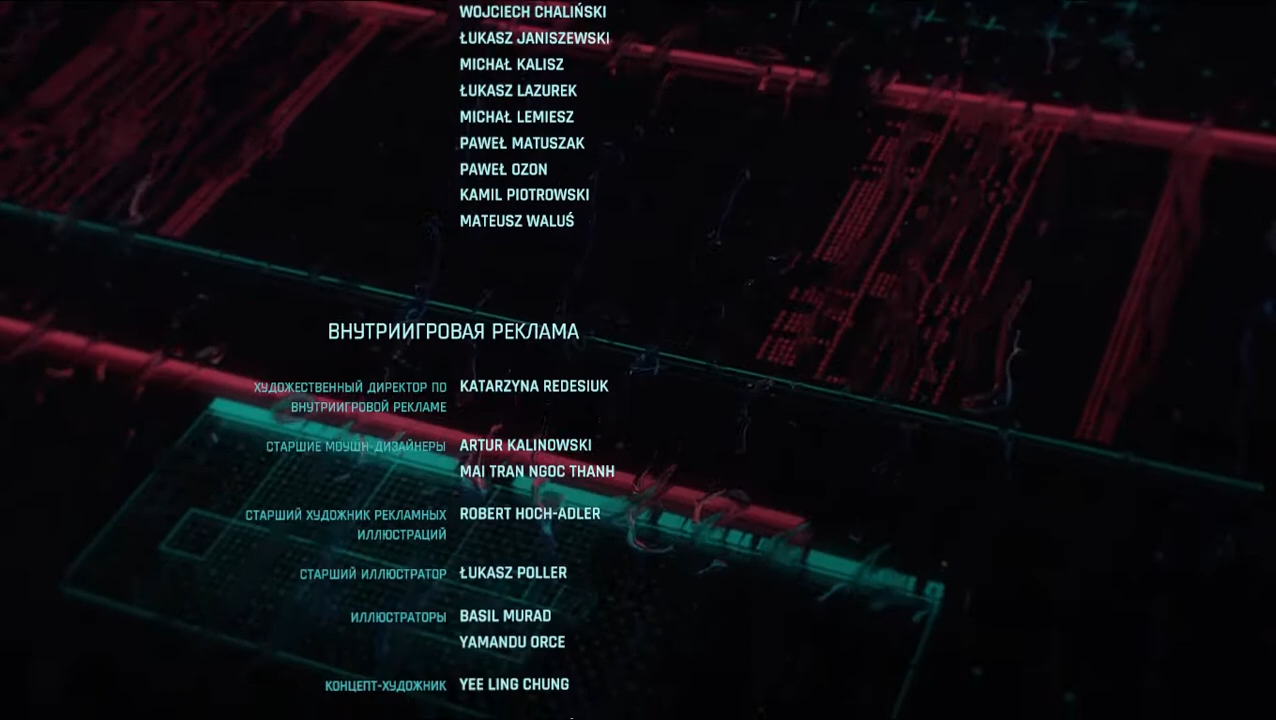 WOJCIECH CHALIŃSKI
ŁUKASZ JANISZEWSKI
MICHAŁ KALISZ
ŁUKASZ LAZUREK
MICHAŁ LEMIESZ
PAWEŁ MATUSZAK
PAWEŁ OZON
KAMIL PIOTROWSKI
MATEUSZ WALUŚ
ВНУТРИИГРОВАЯ РЕКЛАМА
ХУДОЖЕСТВЕННЫЙ ДИРЕКТОР ПО KATARZYNA REDESIUK
ВНУТРИИГРОВОЙ РЕКЛАМЕ
СТАРШИЕ МОУШН-ДИЗАЙНЕРЫ ARTUR KALINOWSKI
MAI TRAN NGOC THANH
СТАРШИЙ ХУДОЖНИК РЕКЛАМНЫХ ROBERT HOCH-ADLER
ИЛЛЮСТРАЦИЙ
СТАРШИЙ ИЛЛЮСТРАТОР ŁUKASZ POLLER
ИЛЛЮСТРАТОРЫ BASIL MURAD
YAMANDU ORCE
КОНЦЕПТ-ХУДОЖНИК YEE LING CHUNG